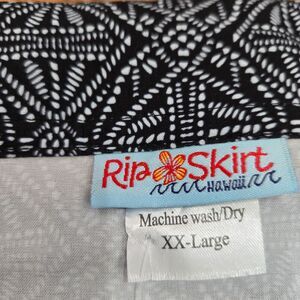 Rip Skirt
Hawaii
Machine wash/Dry
XX-Large